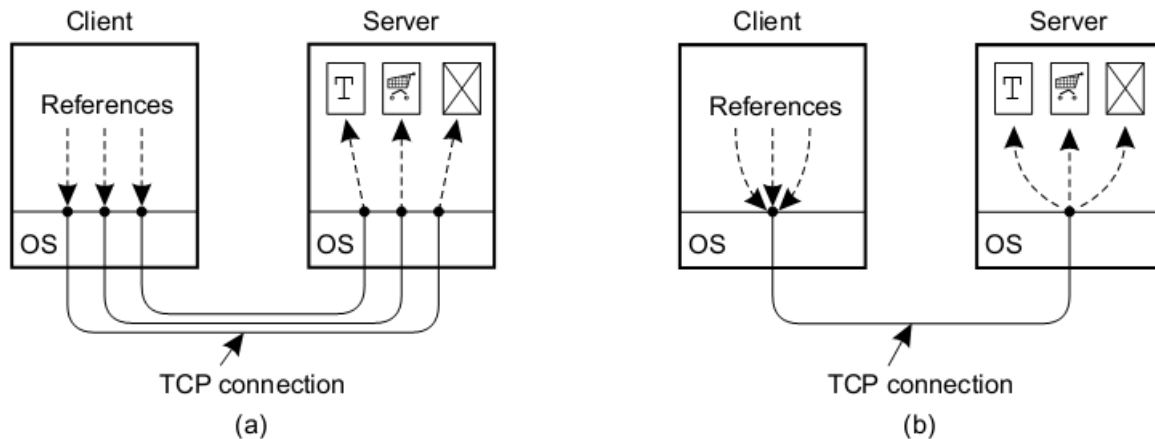 Client
Server
References
T
OS
OS
TCP connection
(a)
Client
Server
References
T
OS
OS
TCP connection
(b)